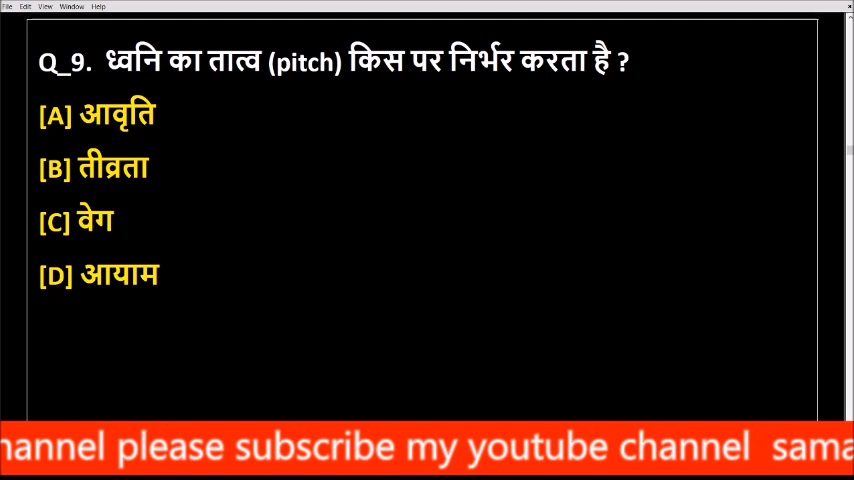 File Edit View Window Help
Q_9. ध्वनि का तात्व (pitch) किस पर निर्भर करता है ?
[A] आवृति
[B] तीव्रता
[C] वेग
[D] आयाम
hannel please subscribe my youtube channel sama